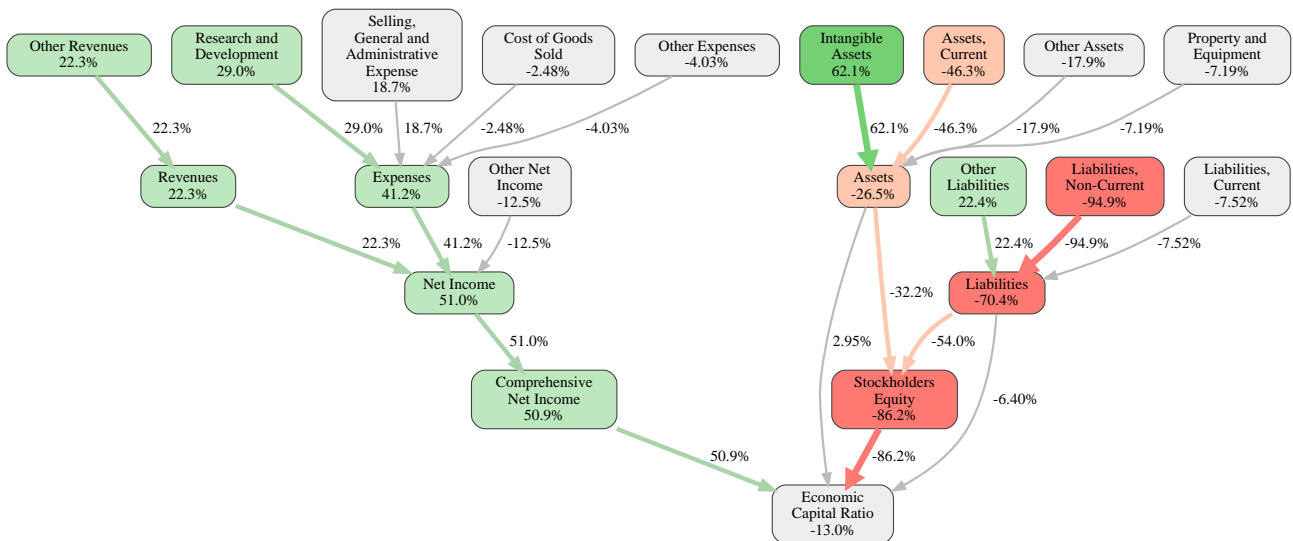 Other Revenues
22.3%
Research and
Development
29.0%
Selling,
General and
Administrative
Expense
18.7%
Cost of Goods
Sold
-2.48%
Other Expenses
-4.03%
Intangible
Assets
62.1%
Assets,
Current
-46.3%
Other Assets
-17.9%
Property and
Equipment
-7.19%
22.3%
29.0%
18.7%
-2.48%
-4.03%
62.1%
-46.3%
-17.9%
-7.19%
Revenues
22.3%
Expenses
41.2%
Other Net
Income
-12.5%
Assets
-26.5%
Other
Liabilities
22.4%
Liabilities,
Non-Current
-94.9%
Liabilities,
Current
-7.52%
22.3%
41.2%
-12.5%
22.4%
-94.9%
-7.52%
Net Income
51.0%
-32.2%
Liabilities
-70.4%
51.0%
2.95%
-54.0%
Comprehensive
Net Income
50.9%
Stockholders
Equity
-86.2%
-6.40%
50.9%
-86.2%
Economic
Capital Ratio
-13.0%